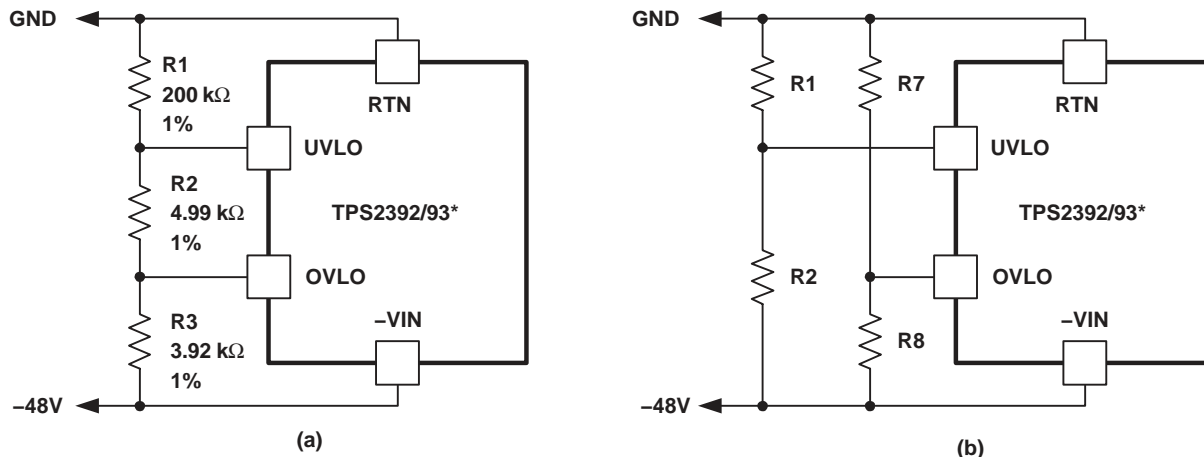 GND
R1
200 kΩ
1%
RTN
UVLO
R2
4.99 kΩ
1%
TPS2392/93*
OVLO
R3
3.92 kΩ
1%
–VIN
–48V
(a)
GND
R1
R7
RTN
UVLO
TPS2392/93*
R2
OVLO
–VIN
R8
–48V
(b)